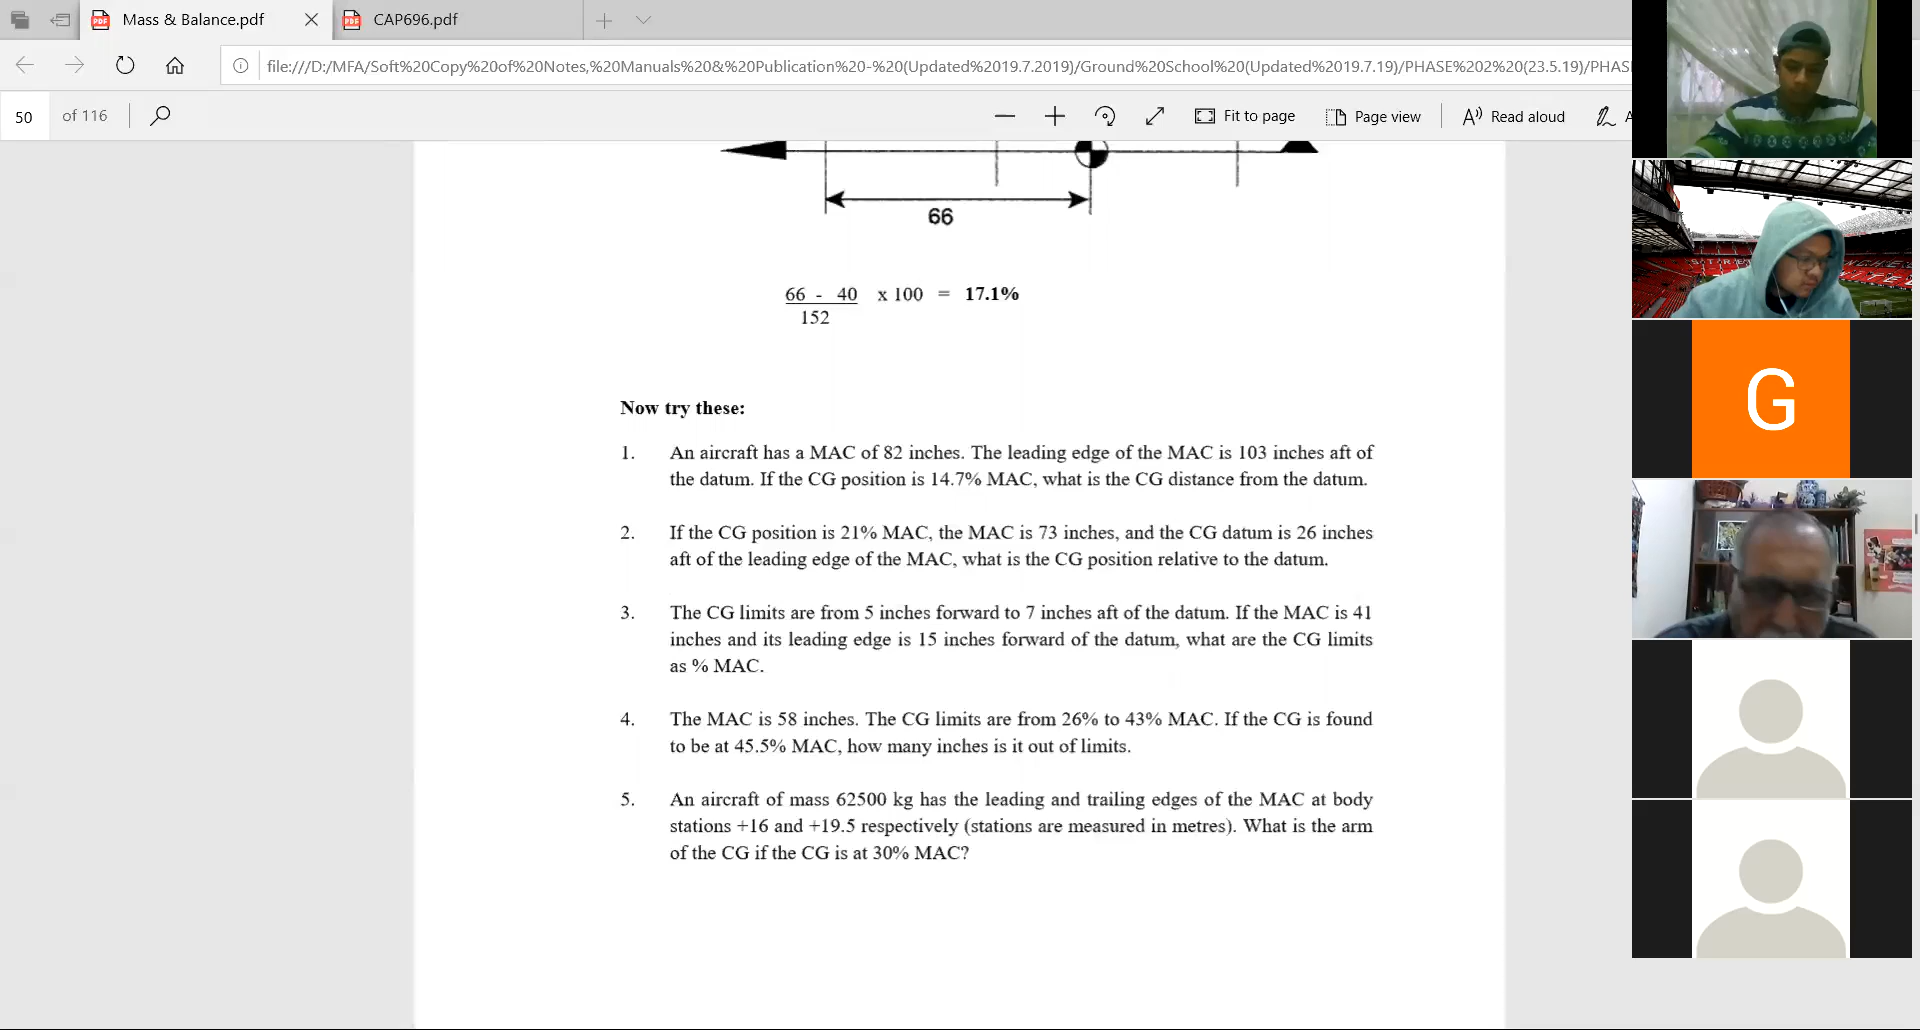 Mass & Balance.pdf
CAP696.pdf
file:///D:/MFA/Soft%20Copy%20of%20Notes,%20Manuals%20&%20Publication%20-%20(Updated%2019.7.2019)/Ground%20School%20(Updated%2019.7.19)/PHASE%202%20(23.5.19)/PHAS
50 of 116
Fit to page
Page view
Read aloud
A
66
66 - 40 x 100 = 17.1%
152
Now try these:
1. An aircraft has a MAC of 82 inches. The leading edge of the MAC is 103 inches aft of
the datum. If the CG position is 14.7% MAC, what is the CG distance from the datum.
2. If the CG position is 21% MAC, the MAC is 73 inches, and the CG datum is 26 inches
aft of the leading edge of the MAC, what is the CG position relative to the datum.
3. The CG limits are from 5 inches forward to 7 inches aft of the datum. If the MAC is 41
inches and its leading edge is 15 inches forward of the datum, what are the CG limits
as % MAC.
4. The MAC is 58 inches. The CG limits are from 26% to 43% MAC. If the CG is found
to be at 45.5% MAC, how many inches is it out of limits.
5. An aircraft of mass 62500 kg has the leading and trailing edges of the MAC at body
stations +16 and +19.5 respectively (stations are measured in metres). What is the arm
of the CG if the CG is at 30% MAC?
G